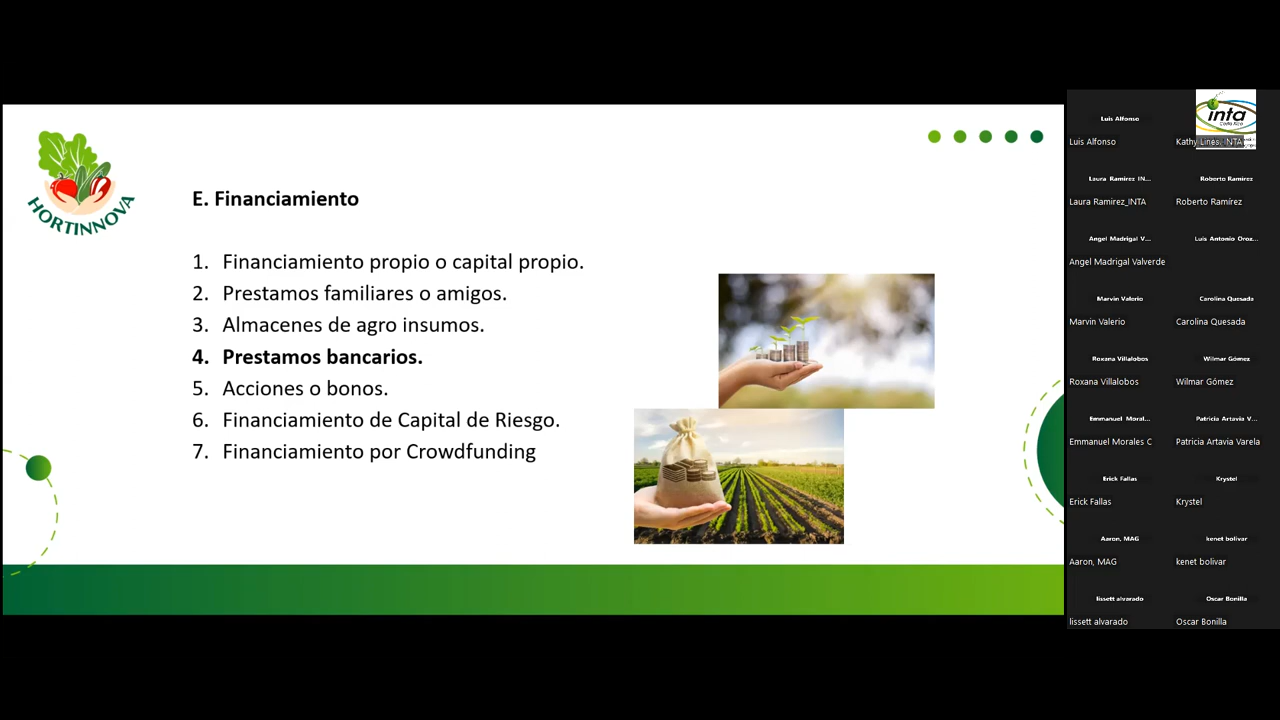 HORTINNOVA
E. Financiamiento
1. Financiamiento propio o capital propio.
2. Prestamos familiares o amigos.
3. Almacenes de agro insumos.
4. Prestamos bancarios.
5. Acciones o bonos.
6. Financiamiento de Capital de Riesgo.
7. Financiamiento por Crowdfunding
Luis Alfonso
Luis Alfonso
inta
Costa Rica
Kathy Lines, INTA
Laura Ramirez IN...
Laura Ramirez_INTA
Roberto Ramirez
Roberto Ramírez
Angel Madrigal V...
Angel Madrigal Valverde
Luis Antonio Oroz...
Marvin Valerio
Marvin Valerio
Carolina Quesada
Carolina Quesada
Roxana Villalobos
Roxana Villalobos
Wilmar Gómez
Wilmar Gómez
Emmanuel Moral...
Emmanuel Morales C
Patricia Artavia V...
Patricia Artavia Varela
Erick Fallas
Erick Fallas
Krystel
Krystel
Aaron, MAG
Aaron, MAG
kenet bolivar
kenet bolivar
lissett alvarado
lissett alvarado
Oscar Bonilla
Oscar Bonilla